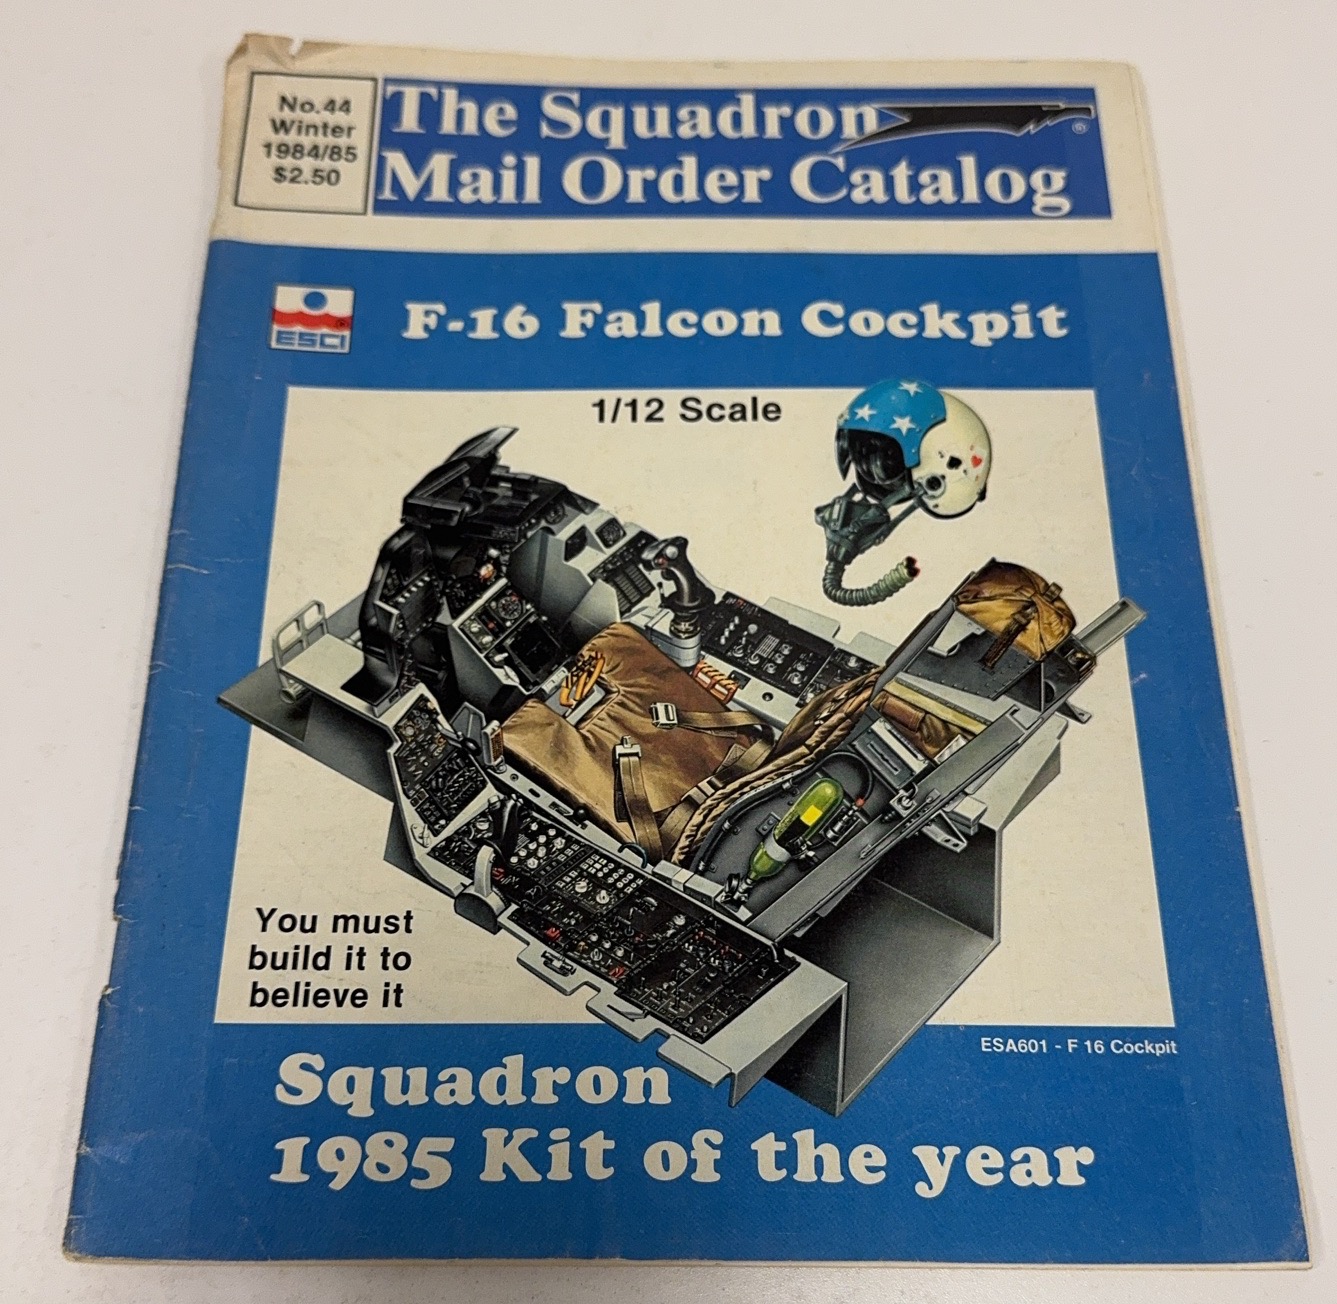 No.44
Winter
1984/85
$2.50
The Squadron
Mail Order Catalog
®
ESCI
®
F-16 Falcon Cockpit
1/12 Scale
You must
build it to
believe it
ESA601 - F 16 Cockpit
Squadron
1985 Kit of the year